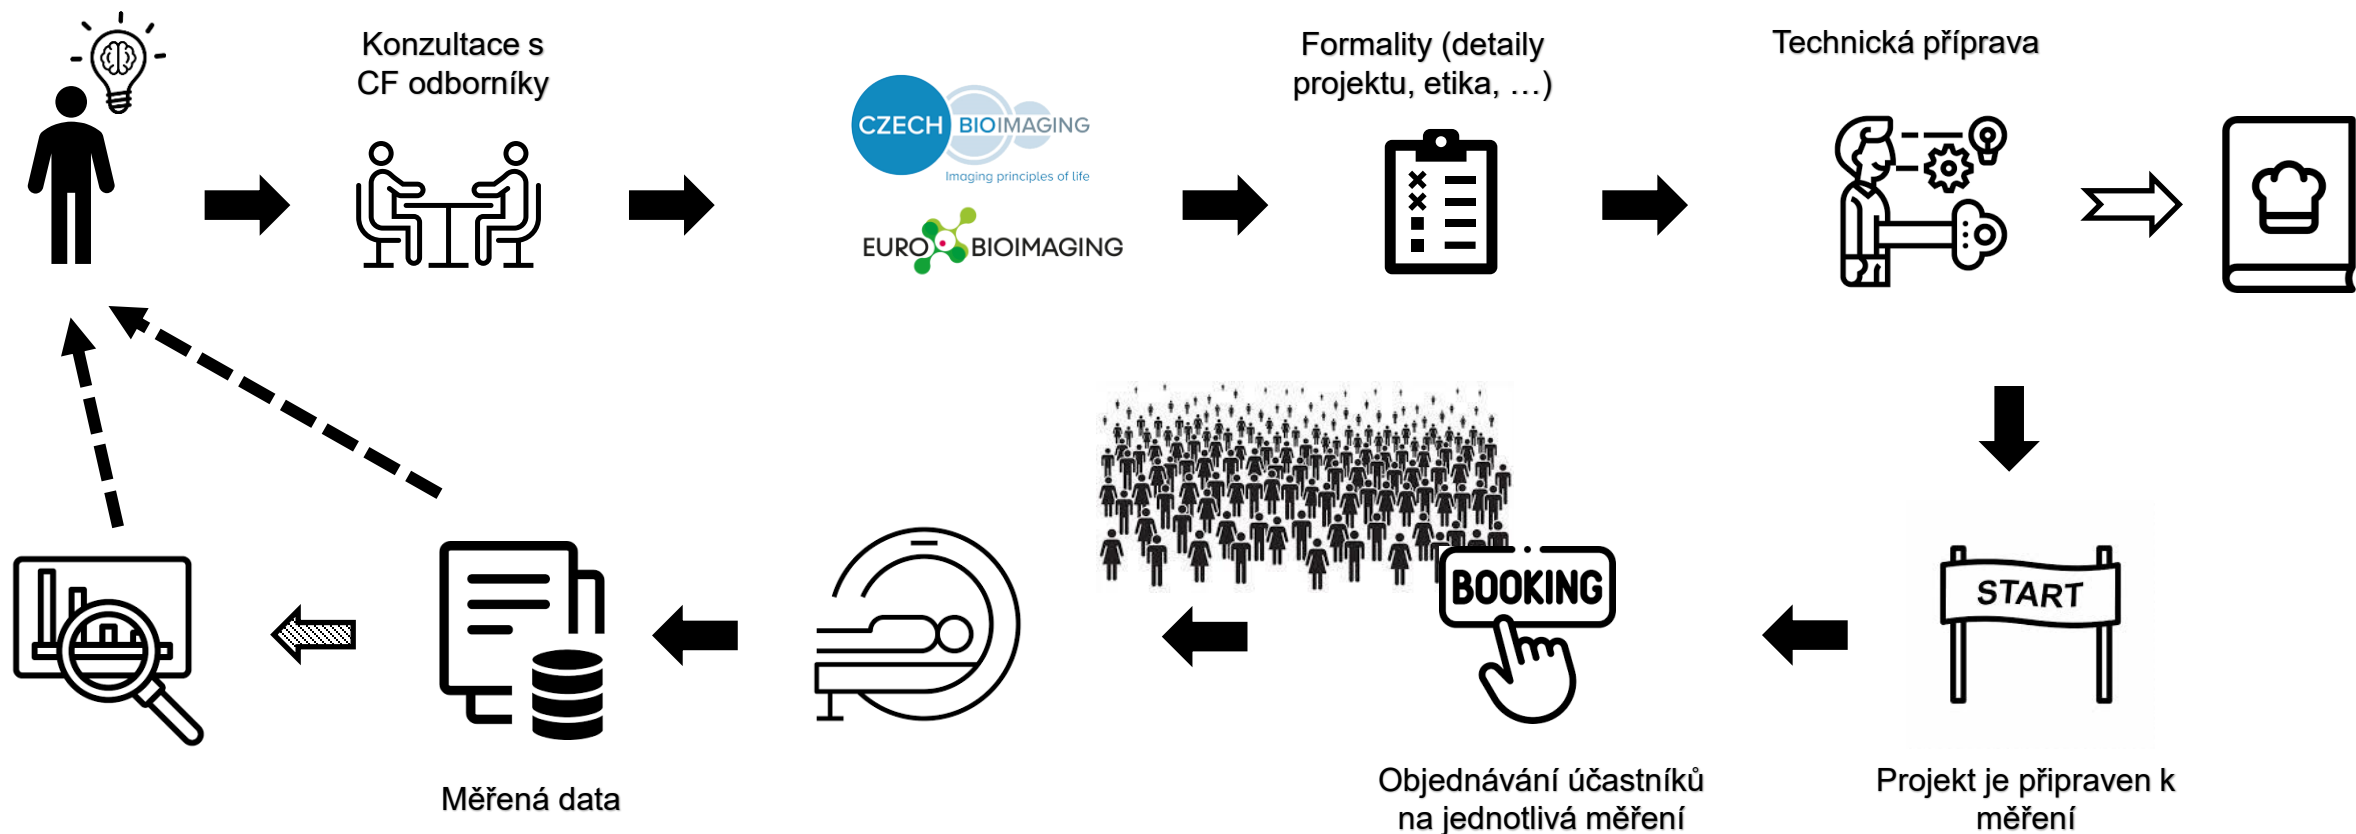 Konzultace s
CF odborníky
CZECH BIOIMAGING
Imaging principles of life
EURO BIOIMAGING
Formality (detaily
projektu, etika, …)
Technická příprava
BOOKING
START
Měřená data
Objednávání účastníků
na jednotlivá měření
Projekt je připraven k
měření